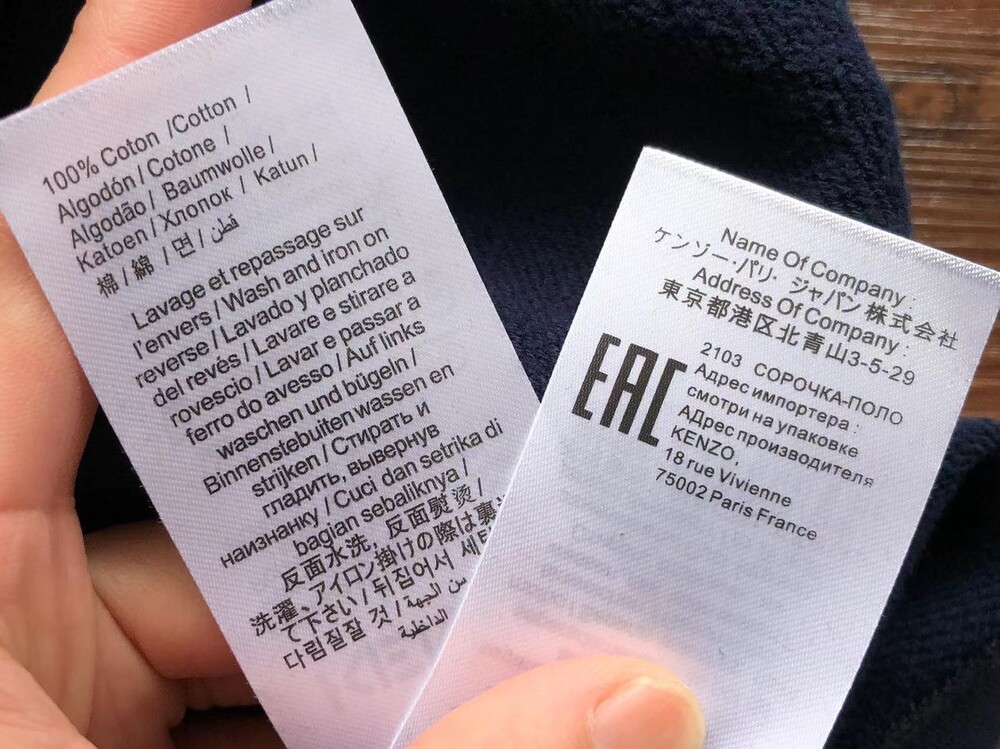 100% Coton /Cotton /
Algodón / Cotone /
Algodão / Baumwolle /
Katoen / Хлопок / Katun /
棉 / 綿 / 면 / قطن
Lavage et repassage sur
l'envers / Wash and iron on
reverse / Lavado y planchado
del revés / Lavare e stirare a
rovescio / Lavar e passar a
ferro do avesso / Auf links
waschen und bügeln /
Binnenstebuiten wassen en
strijken / Стирать и
гладить, вывернув
наизнанку / Cuci dan setrika di
bagian sebaliknya /
反面水洗, 反面熨烫 /
洗濯、アイロン掛けの際は裏
て下さい / 뒤집어서 세탁
다림질잘 것 / من الجهة
الداخلية
Name Of Company :
ケンゾー·パリ· ジャパン株式会社
Address Of Company :
東京都港区北青山3-5-29
EAC
2103 СОРОЧКА-ПОЛО
Адрес импортера :
смотри на упаковке
АДрес производителя
KENZO,
18 rue Vivienne
75002 Paris France